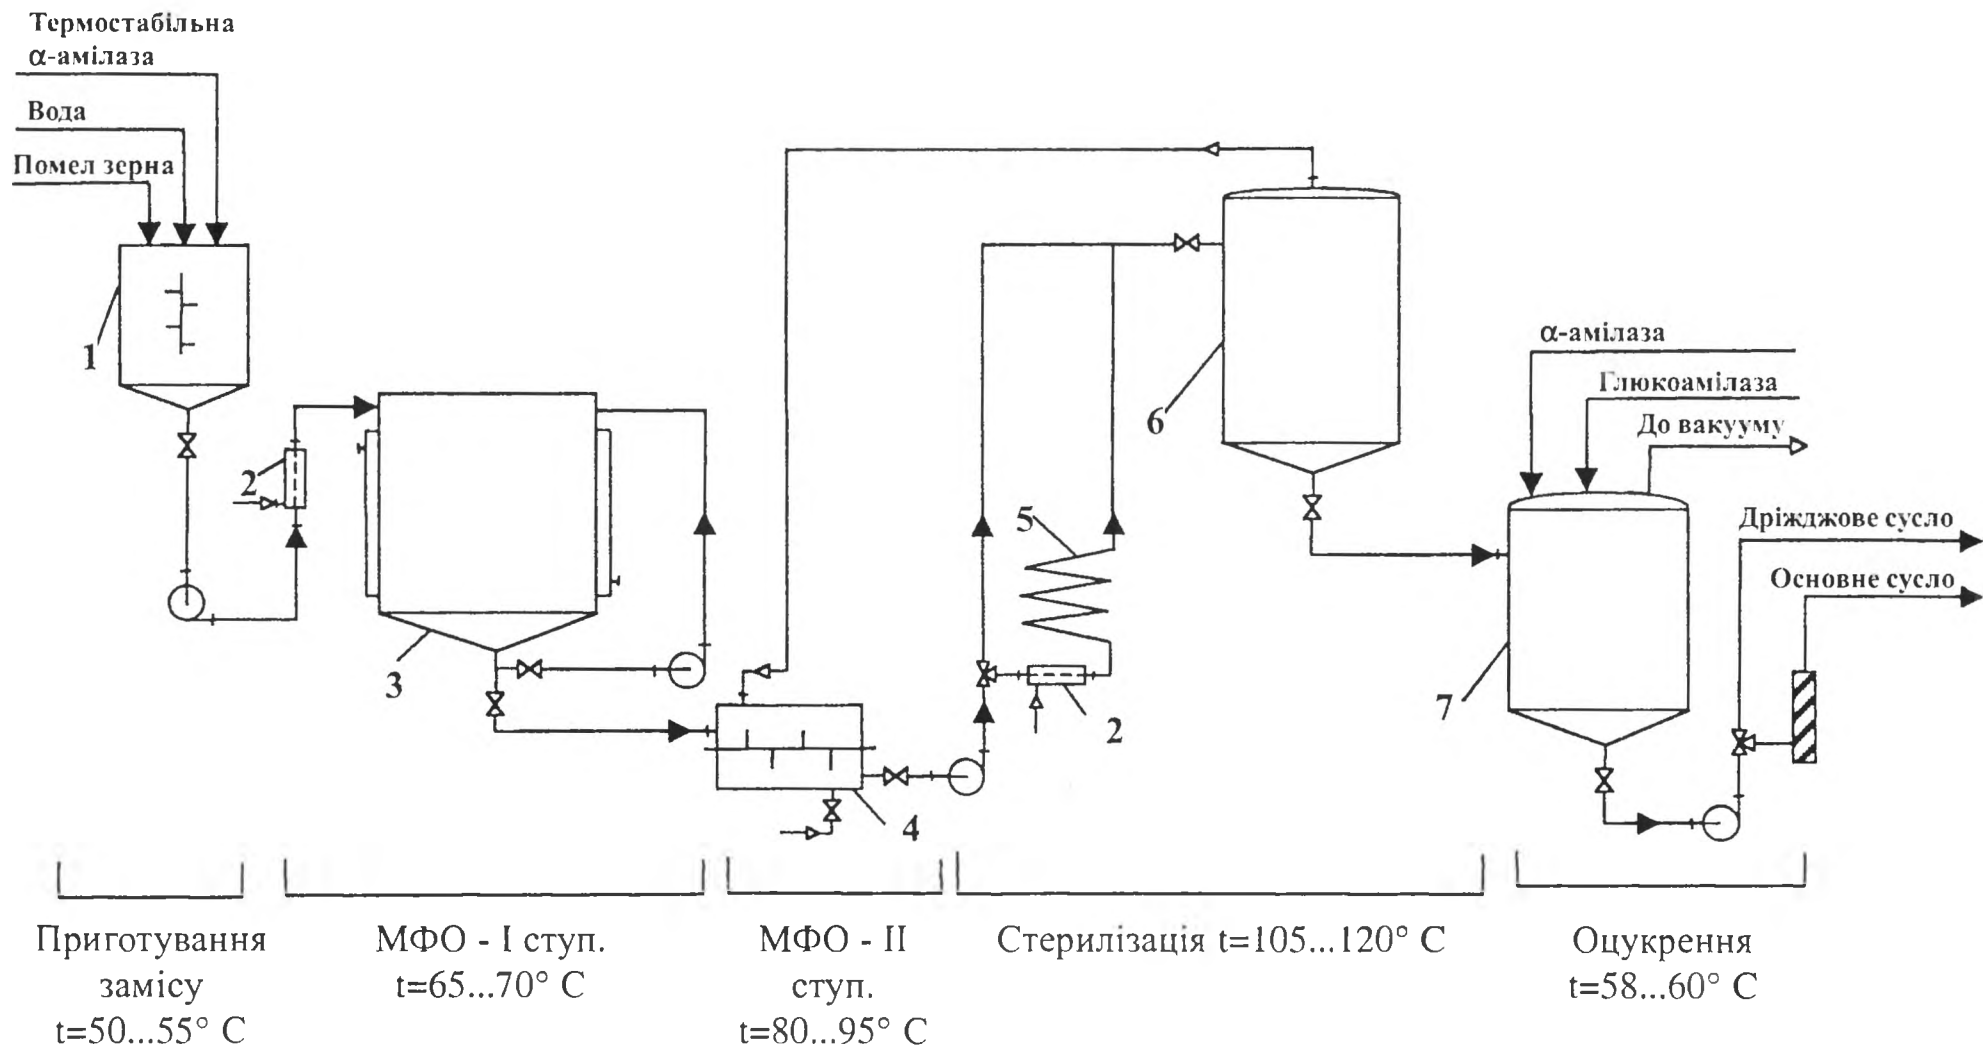 Термостабільна
α-амілаза
Вода
Помел зерна
1
2
3
4
5
2
6
α-амілаза
Глюкоамілаза
До вакууму
Дріжджове сусло
Основне сусло
7
Приготування
замісу
t=50...55° С
МФО - І ступ.
t=65...70° С
МФО - ІІ
ступ.
t=80...95° С
Стерилізація t=105...120° С
Оцукрення
t=58...60° С